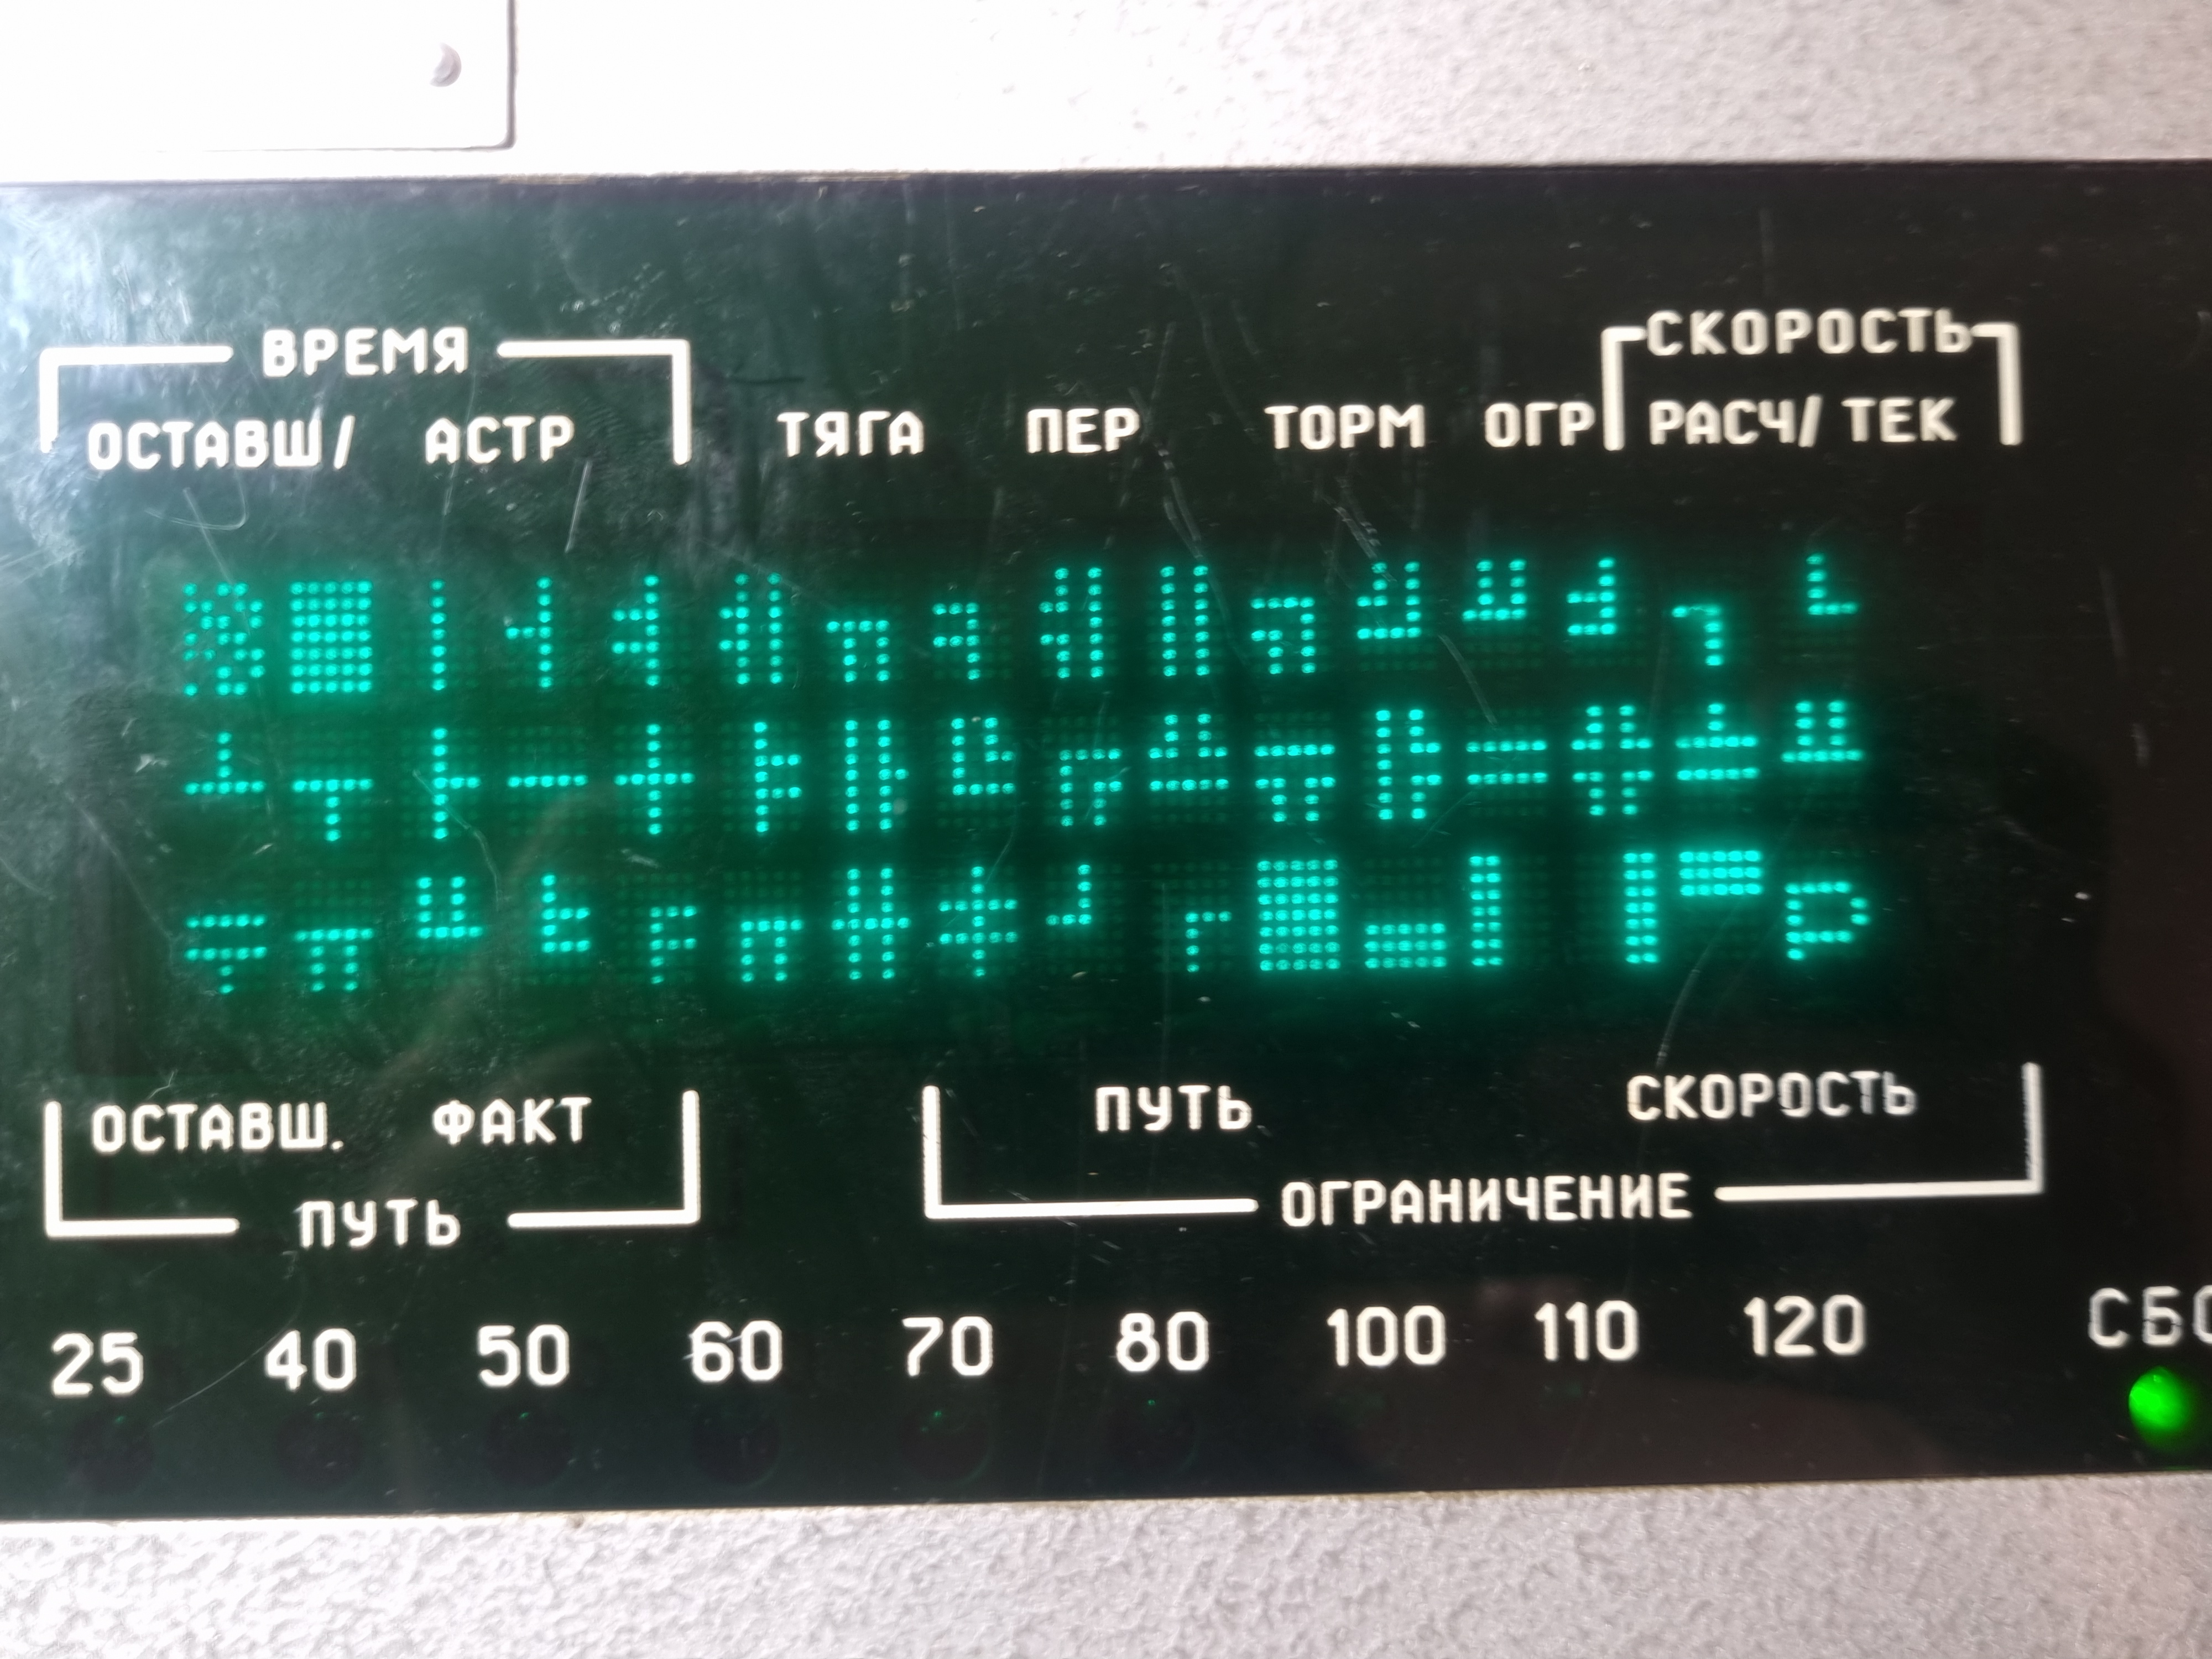 ВРЕМЯ
СКОРОСТЬ
ОСТАВШ/ АСТР ТЯГА ПЕР ТОРМ ОГР РАСЧ/ ТЕК
▒▓│┤╡╢╖╕╣║╗╝╜╛┐└
┴┬├─┼╞╟╚╔╩╦╠═╬╧╨
╤╥╙╘╒╓╫╪┘┌█▄▌▐▀р
ОСТАВШ. ФАКТ ПУТЬ СКОРОСТЬ
ПУТЬ ОГРАНИЧЕНИЕ
25 40 50 60 70 80 100 110 120